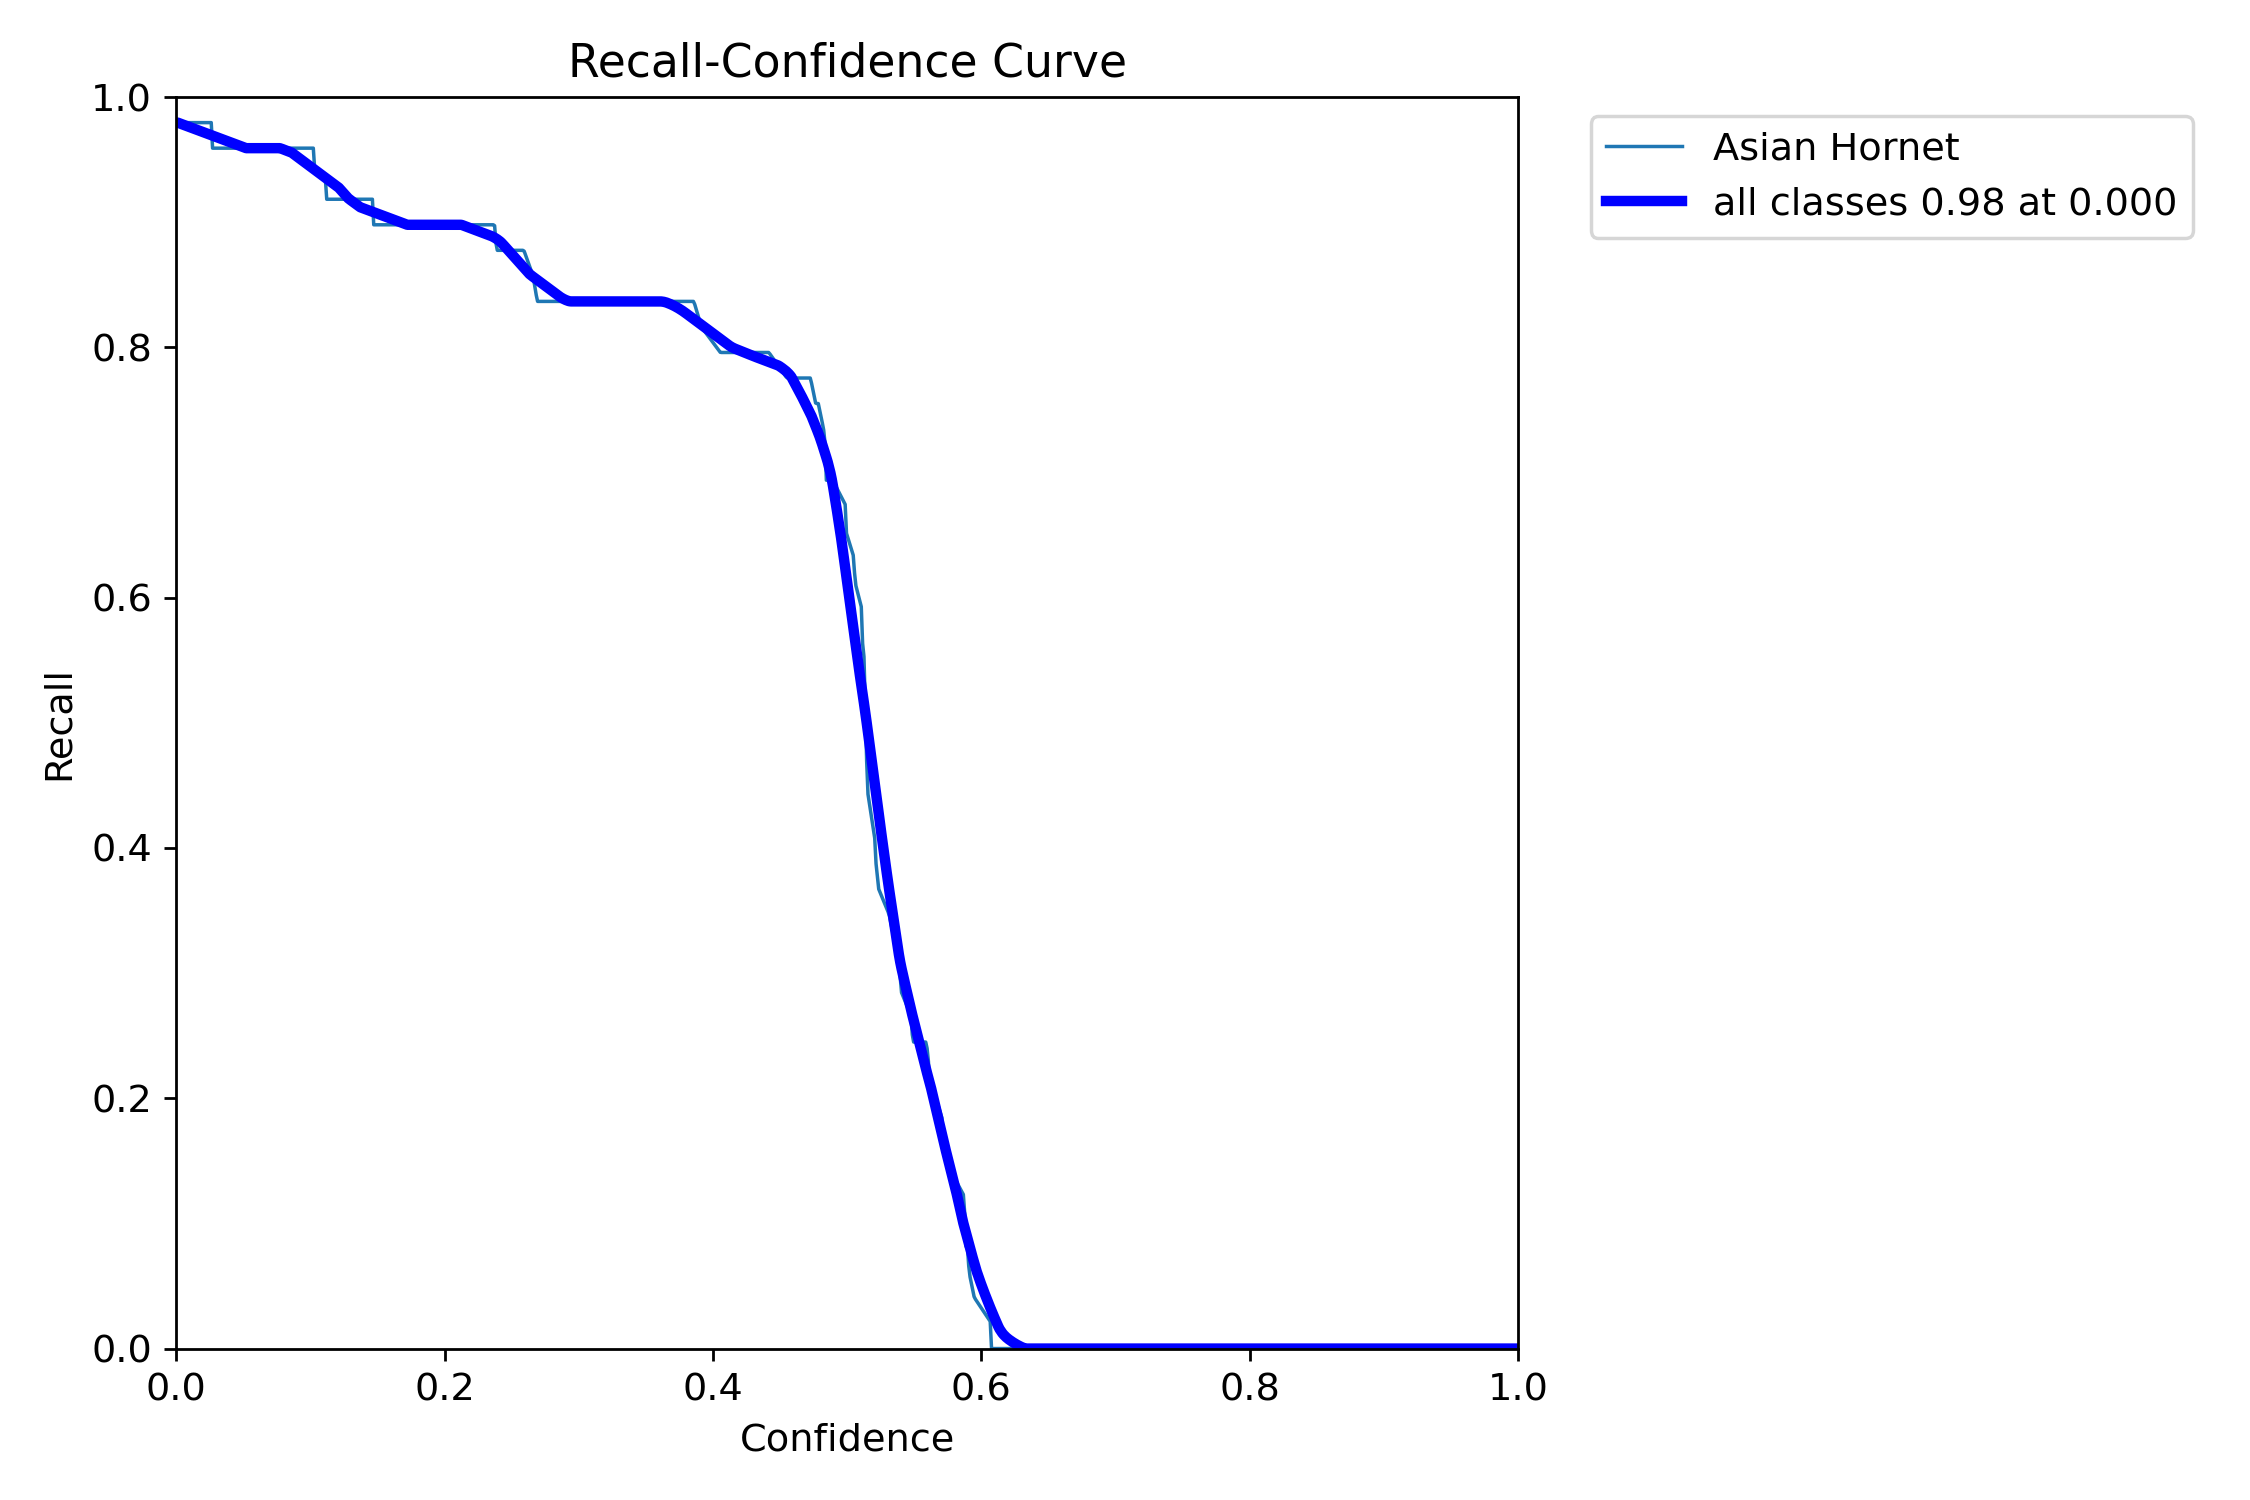 Recall-Confidence Curve
1.0
0.8
0.6
0.4
0.2
0.0
Recall
0.0 0.2 0.4 0.6 0.8 1.0
Confidence
Asian Hornet
all classes 0.98 at 0.000